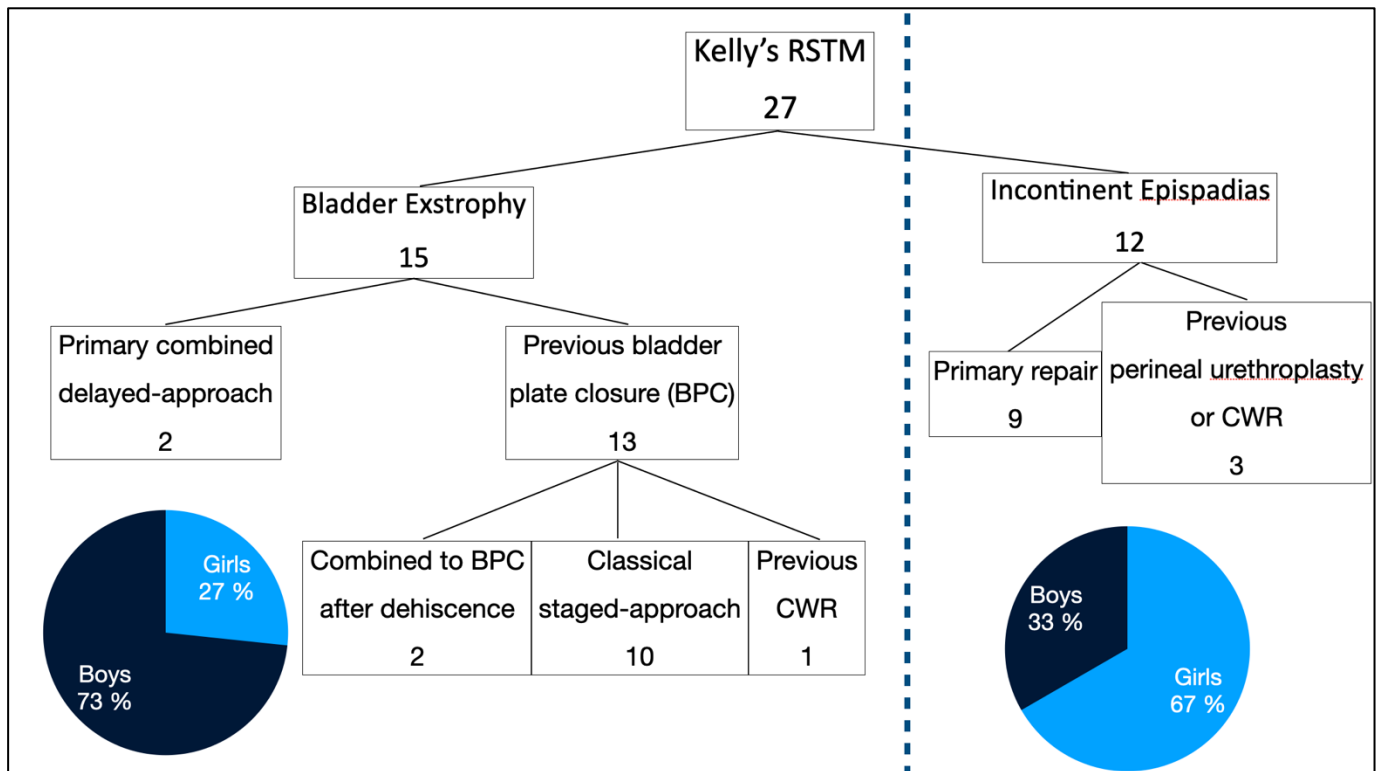 Kelly's RSTM
27
Bladder Exstrophy
15
Incontinent Epispadias
12
Primary combined
delayed-approach
2
Previous bladder
plate closure (BPC)
13
Primary repair
9
Previous
perineal urethroplasty
or CWR
3
Combined to BPC
after dehiscence
2
Classical
staged-approach
10
Previous
CWR
1
Girls
27 %
Boys
73 %
Boys
33 %
Girls
67 %